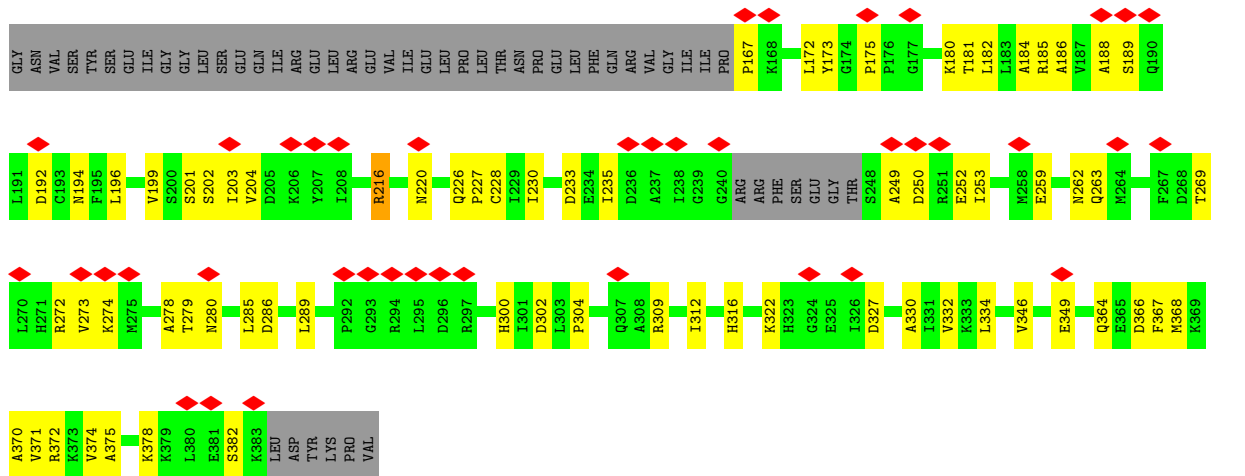 GLY ASN VAL SER TYR SER GLU ILE GLY GLY LEU SER GLU GLN ILE ARG GLU LEU ARG GLU VAL ILE GLU LEU PRO LEU THR ASN PRO GLU LEU PHE GLN ARG VAL GLY ILE ILE PRO P167 K168 L172 Y173 G174 P175 P176 G177 K180 T181 L182 L183 A184 R185 A186 V187 A188 S189 Q190
L191 D192 C193 N194 F195 L196 V199 S200 S201 S202 I203 V204 D205 K206 Y207 I208 R216 N220 Q226 P227 C228 I229 I230 D233 E234 I235 D236 A237 I238 G239 G240 ARG ARG PHE SER GLU GLY THR S248 A249 D250 R251 E252 I253 M258 E259 N262 Q263 M264 F267 D268 T269
L270 H271 R272 V273 K274 M275 A278 T279 N280 L285 D286 L289 P292 G293 R294 L295 D296 R297 H300 I301 D302 L303 P304 Q307 A308 R309 I312 H316 K322 H323 G324 E325 I326 D327 A330 I331 V332 K333 L334 V346 E349 Q364 E365 D366 F367 M368 K369
A370 V371 R372 K373 V374 A375 K378 K379 L380 E381 S382 K383 LEU ASP TYR LYS PRO VAL